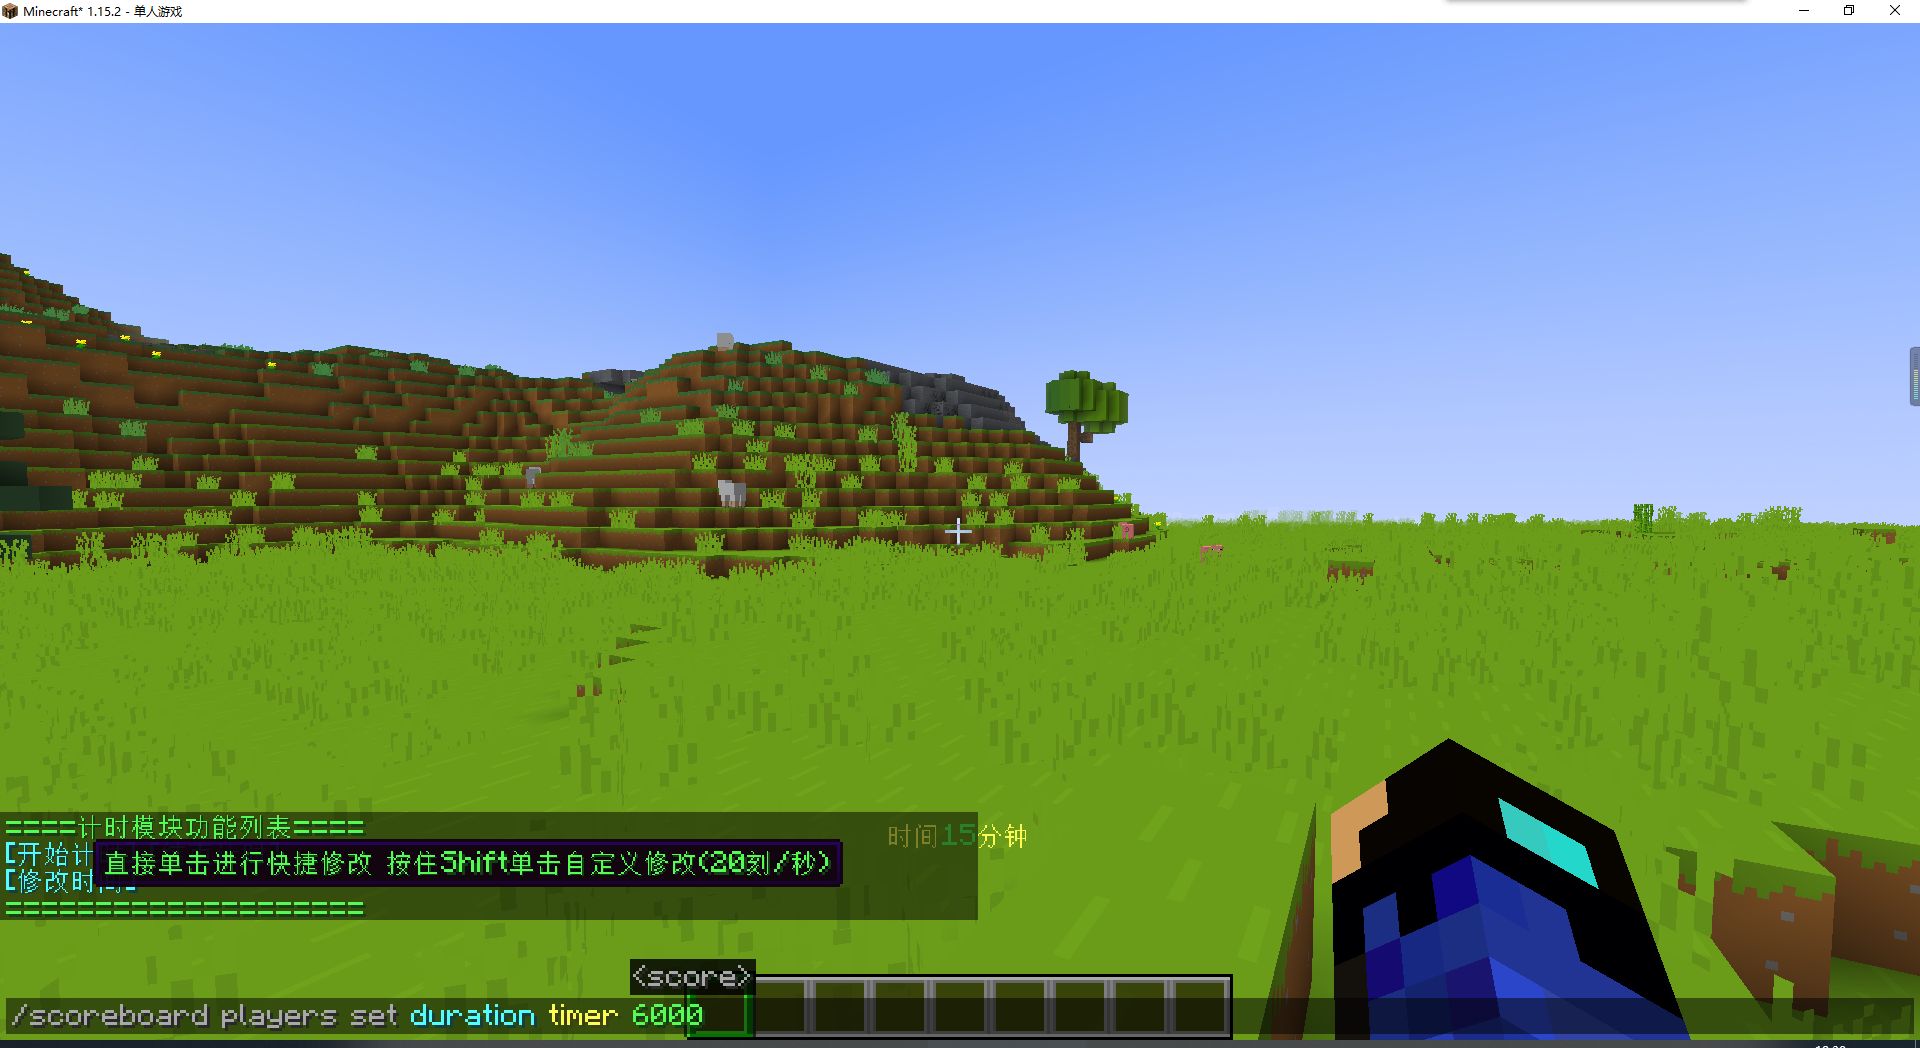 Minecraft* 1.15.2 - 单人游戏
====计时模块功能列表====
时间15分钟
[开始计
直接单击进行快捷修改 按住Shift单击自定义修改(20刻/秒)
[修改时间]
====================
<score>
/scoreboard players set duration timer 6000